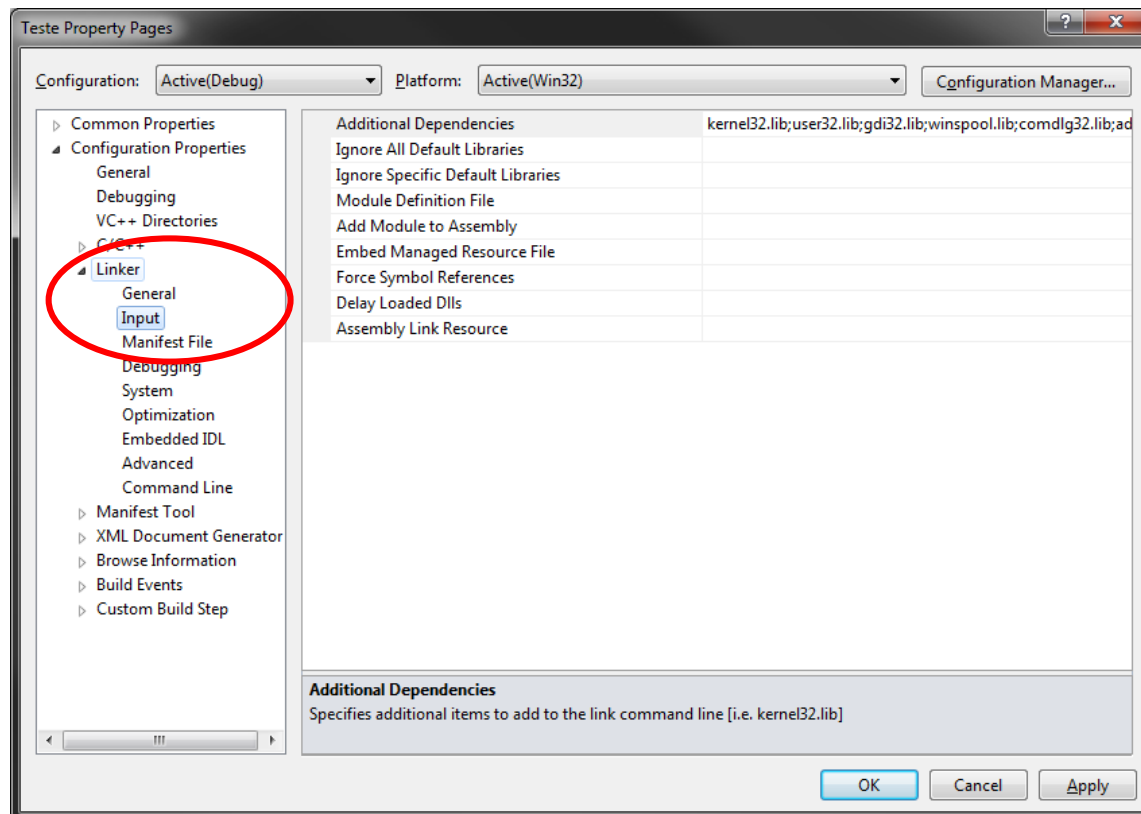 Teste Property Pages
Configuration: Active(Debug) Platform: Active(Win32) Configuration Manager...
Common Properties
Configuration Properties
General
Debugging
VC++ Directories
C/C++
Linker
General
Input
Manifest File
Debugging
System
Optimization
Embedded IDL
Advanced
Command Line
Manifest Tool
XML Document Generator
Browse Information
Build Events
Custom Build Step
Additional Dependencies kernel32.lib;user32.lib;gdi32.lib;winspool.lib;comdlg32.lib;ad
Ignore All Default Libraries
Ignore Specific Default Libraries
Module Definition File
Add Module to Assembly
Embed Managed Resource File
Force Symbol References
Delay Loaded Dlls
Assembly Link Resource
Additional Dependencies
Specifies additional items to add to the link command line [i.e. kernel32.lib]
OK Cancel Apply